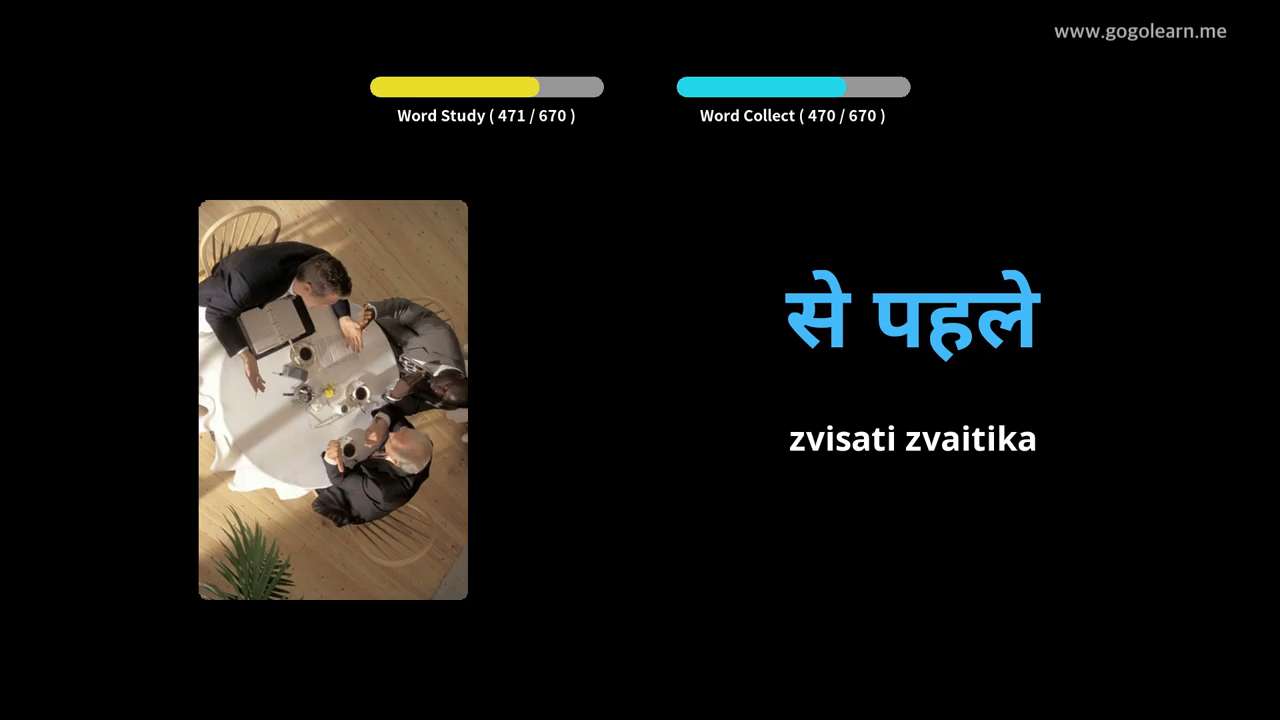 www.gogolearn.me
Word Study ( 471 / 670 )
Word Collect ( 470 / 670 )
से पहले
zvisati zvaitika